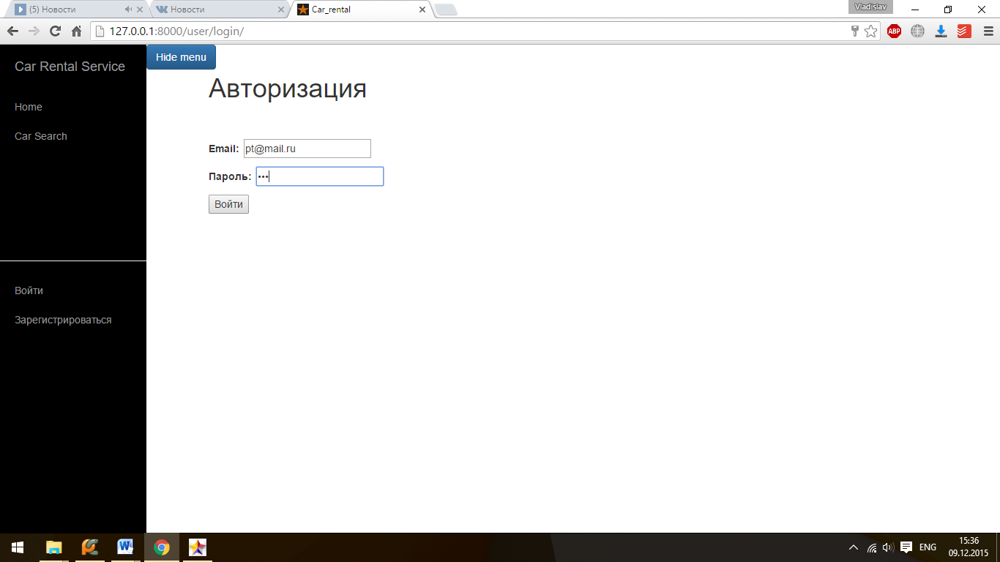 (5) Новости
Новости
Car_rental
Vladislav
127.0.0.1:8000/user/login/
ABP
Car Rental Service
Hide menu
Авторизация
Home
Car Search
Email: pt@mail.ru
Пароль: •••
Войти
Войти
Зарегистрироваться
ENG
15:36
09.12.2015